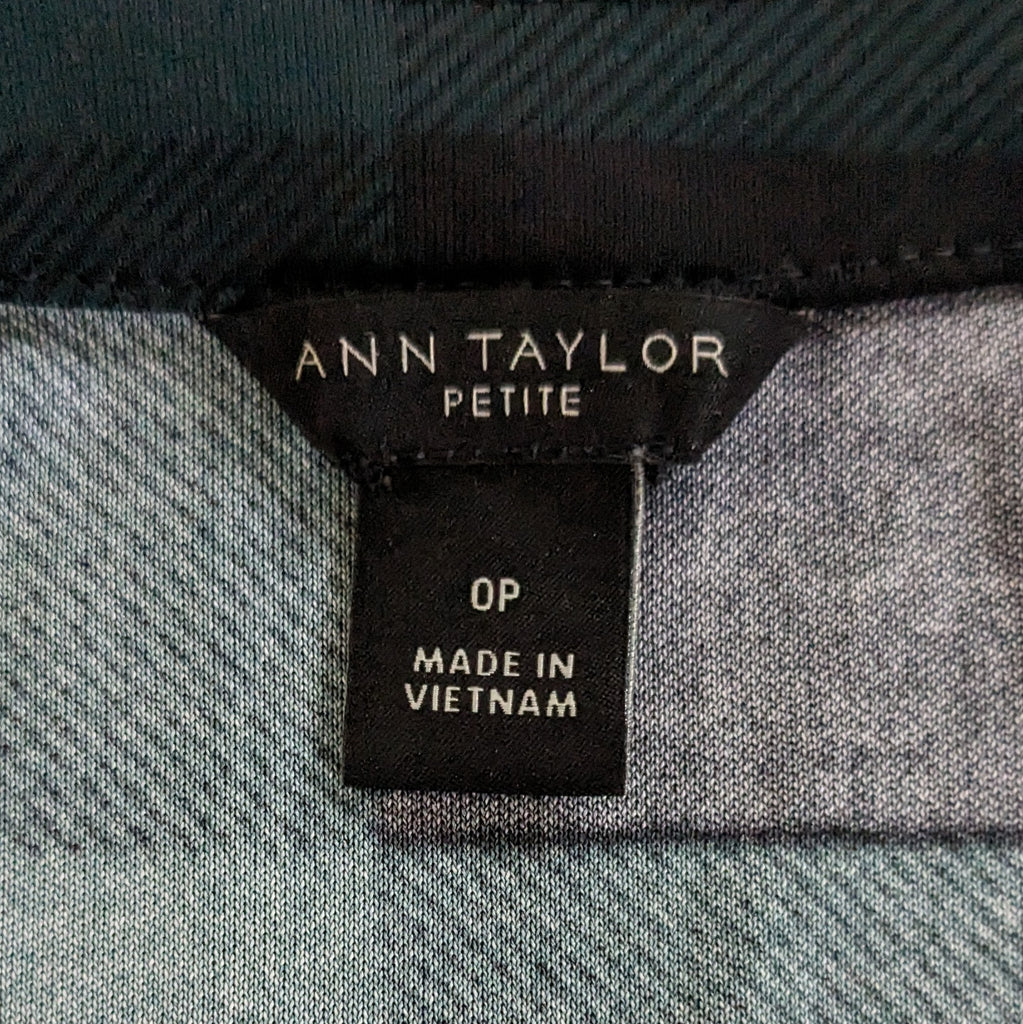 ANN TAYLOR
PETITE
0P
MADE IN
VIETNAM